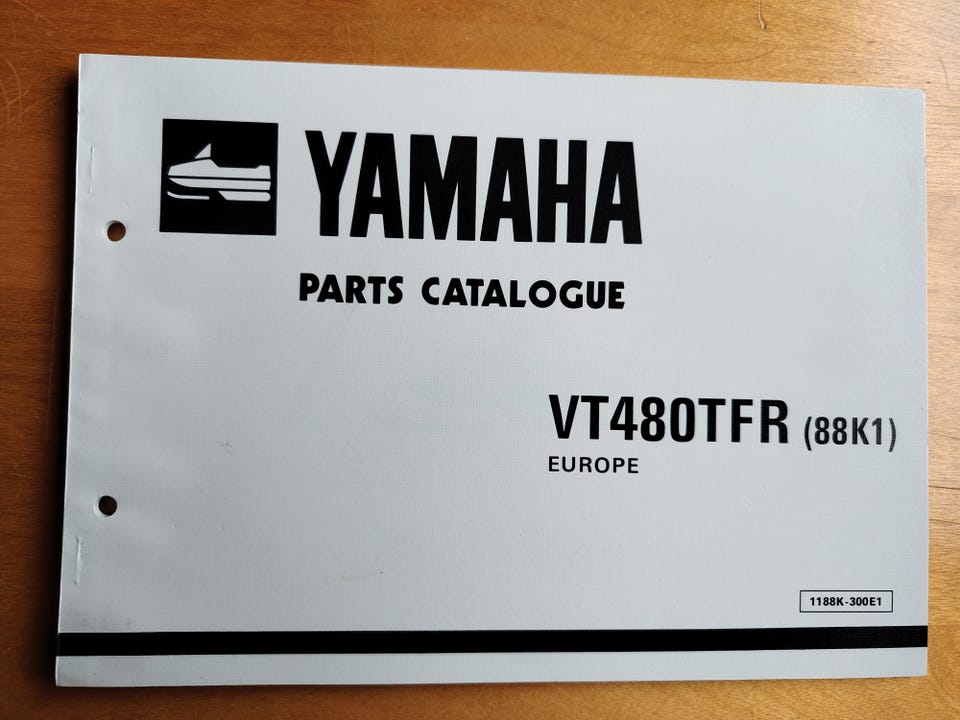 YAMAHA
PARTS CATALOGUE
VT480TFR (88K1)
EUROPE
1188K-300E1